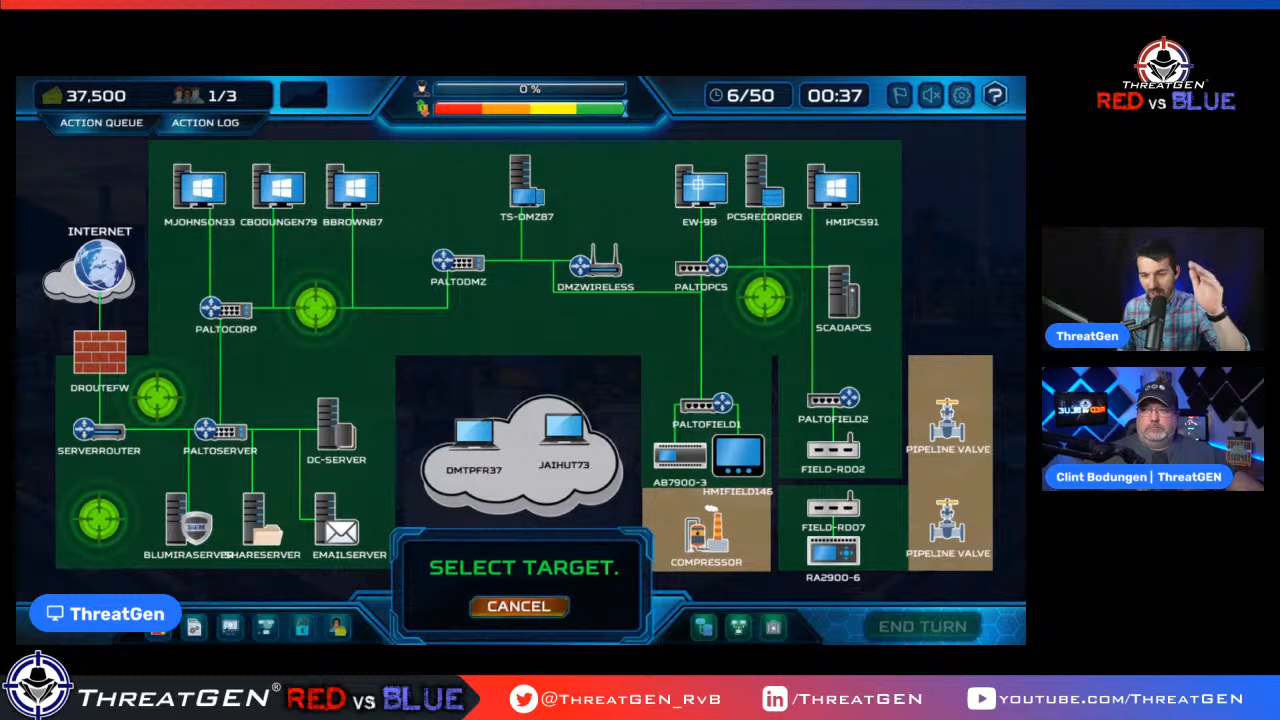 37,500
1/3
0 %
6/50
00:37
ACTION QUEUE
ACTION LOG
THREATGEN®
RED vs BLUE
MJOHNSON33
CBODUNGEN79
BBROWN87
TS-DMZ87
EW-99
PCSRECORDER
HMIPCS91
INTERNET
PALTOCORP
PALTODMZ
DMZWIRELESS
PALTOPCS
SCADAPCS
DROUTEFW
SERVERROUTER
PALTOSERVER
DC-SERVER
DMTPFR37
JAIHUT73
PALTOFIELD1
PALTOFIELD2
AB7900-3
HMIFIELD146
FIELD-RD02
PIPELINE VALVE
SIEM
BLUMIRASERVER
SHARESERVER
EMAILSERVER
COMPRESSOR
FIELD-RD07
RA2900-6
PIPELINE VALVE
SELECT TARGET.
CANCEL
END TURN
ThreatGen
ThreatGen
Clint Bodungen | ThreatGEN
THREATGEN® RED vs BLUE
@THREATGEN_RVB
in /THREATGEN
YOUTUBE.COM/THREATGEN